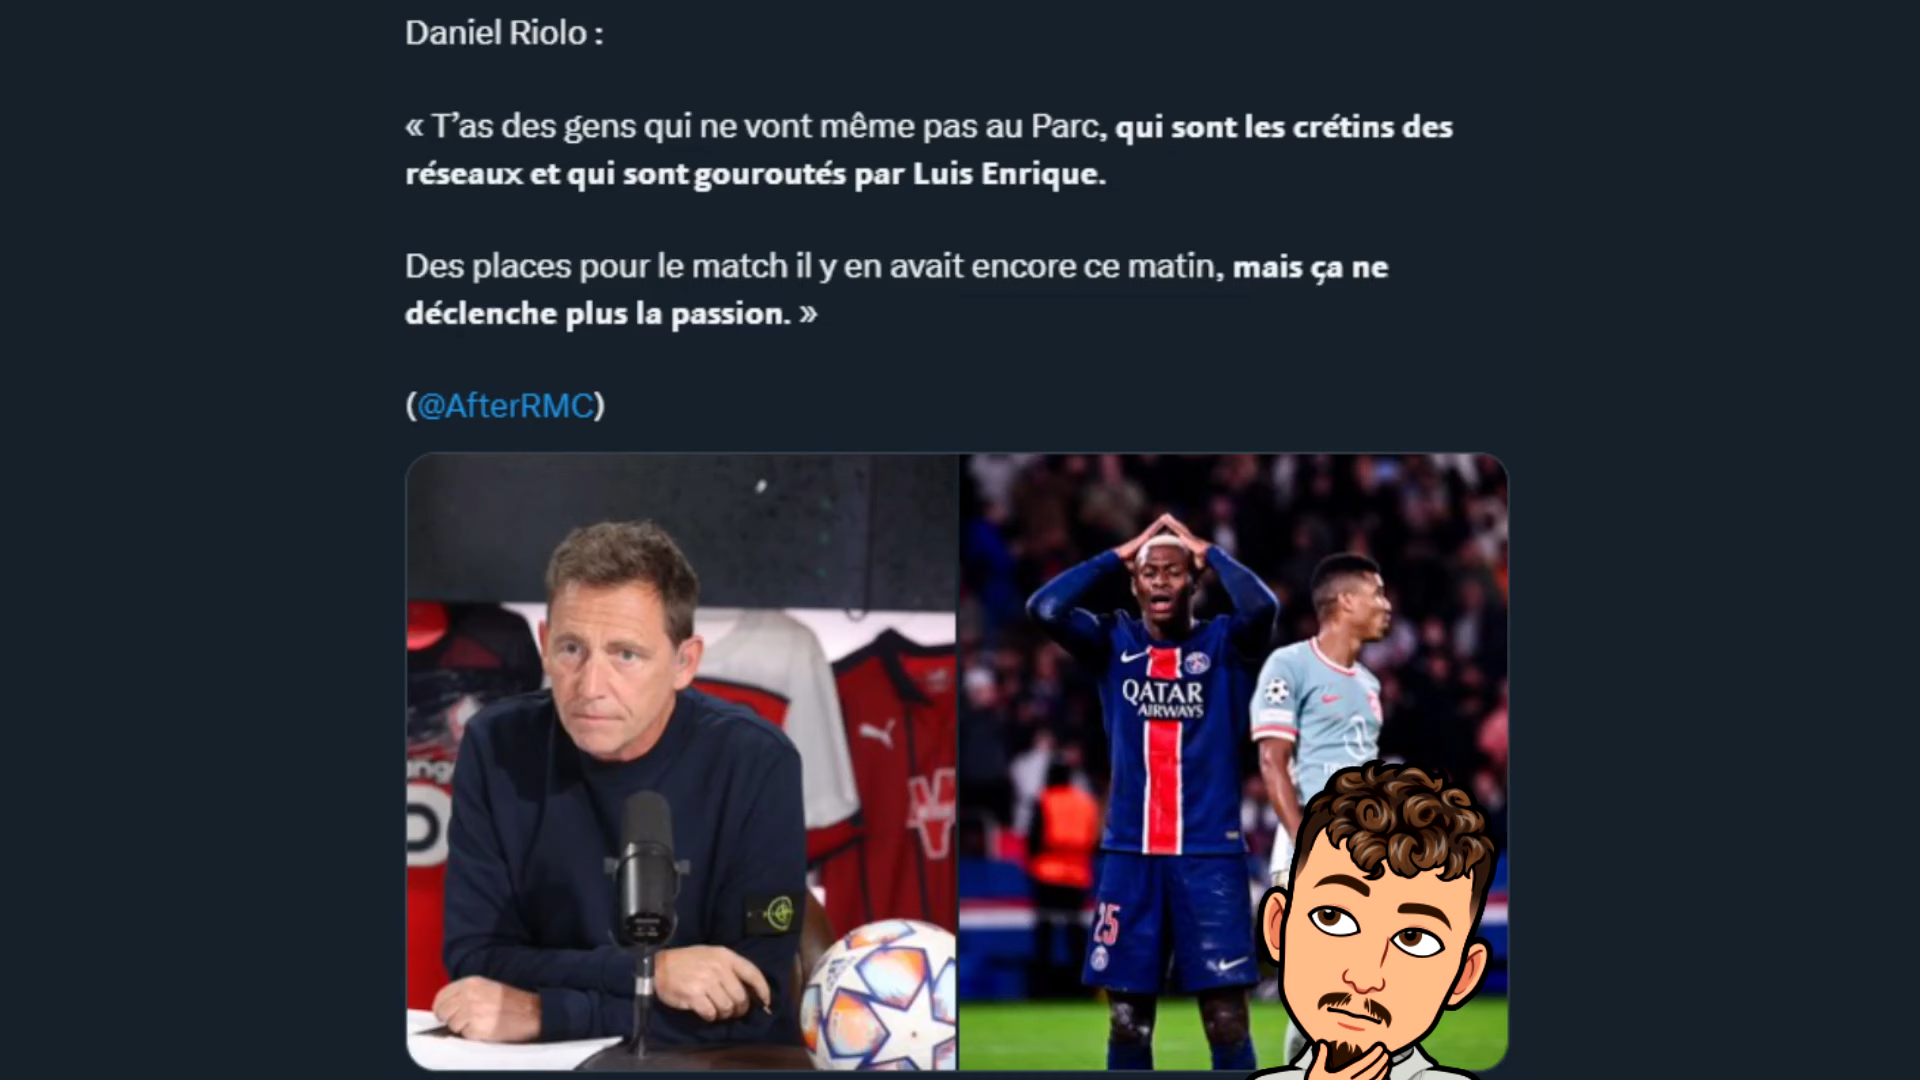 Daniel Riolo :
« T’as des gens qui ne vont même pas au Parc, qui sont les crétins des
réseaux et qui sont gouroutés par Luis Enrique.
Des places pour le match il y en avait encore ce matin, mais ça ne
déclenche plus la passion. »
(@AfterRMC)
QATAR
AIRWAYS
25